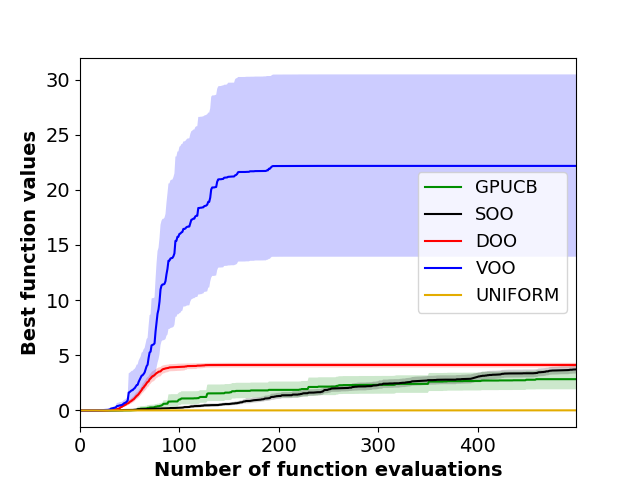 30
25
20
15
10
5
0
Best function values
GPUCB
SOO
DOO
VOO
UNIFORM
0 100 200 300 400
Number of function evaluations